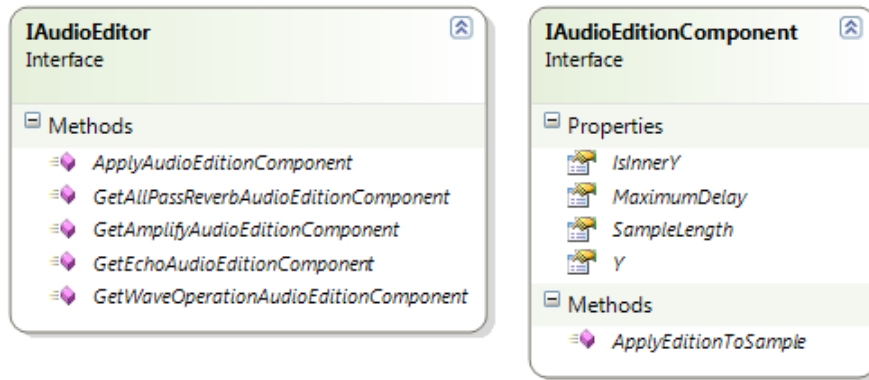 IAudioEditor
Interface
Methods
ApplyAudioEditionComponent
GetAllPassReverbAudioEditionComponent
GetAmplifyAudioEditionComponent
GetEchoAudioEditionComponent
GetWaveOperationAudioEditionComponent
IAudioEditionComponent
Interface
Properties
IsInnerY
MaximumDelay
SampleLength
Y
Methods
ApplyEditionToSample